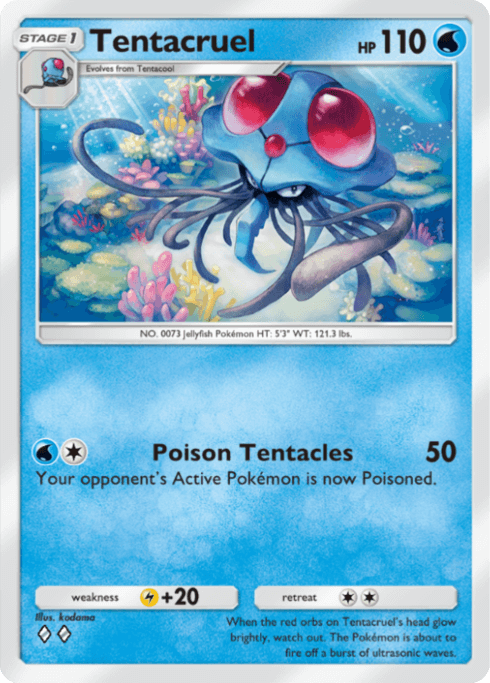 STAGE 1
Tentacruel
HP 110
Evolves from Tentacool
NO. 0073 Jellyfish Pokémon HT: 5'3" WT: 121.3 lbs.
Poison Tentacles 50
Your opponent's Active Pokémon is now Poisoned.
weakness +20
retreat
Illus. kodama
When the red orbs on Tentacruel's head glow
brightly, watch out. The Pokémon is about to
fire off a burst of ultrasonic waves.